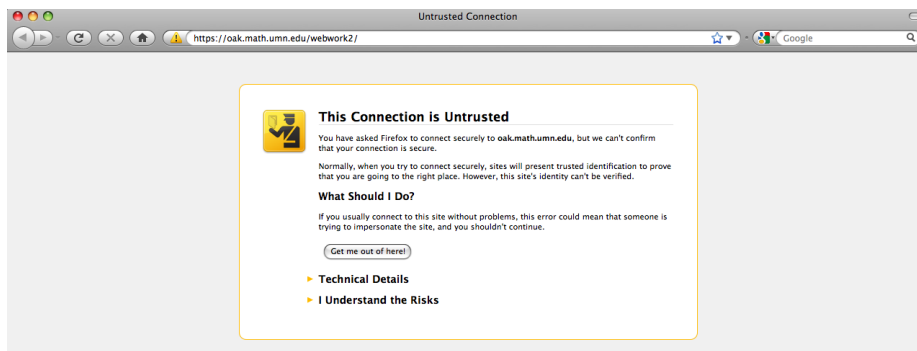 Untrusted Connection
https://oak.math.umn.edu/webwork2/
Google
This Connection is Untrusted
You have asked Firefox to connect securely to oak.math.umn.edu, but we can't confirm
that your connection is secure.
Normally, when you try to connect securely, sites will present trusted identification to prove
that you are going to the right place. However, this site's identity can't be verified.
What Should I Do?
If you usually connect to this site without problems, this error could mean that someone is
trying to impersonate the site, and you shouldn't continue.
Get me out of here!
Technical Details
I Understand the Risks